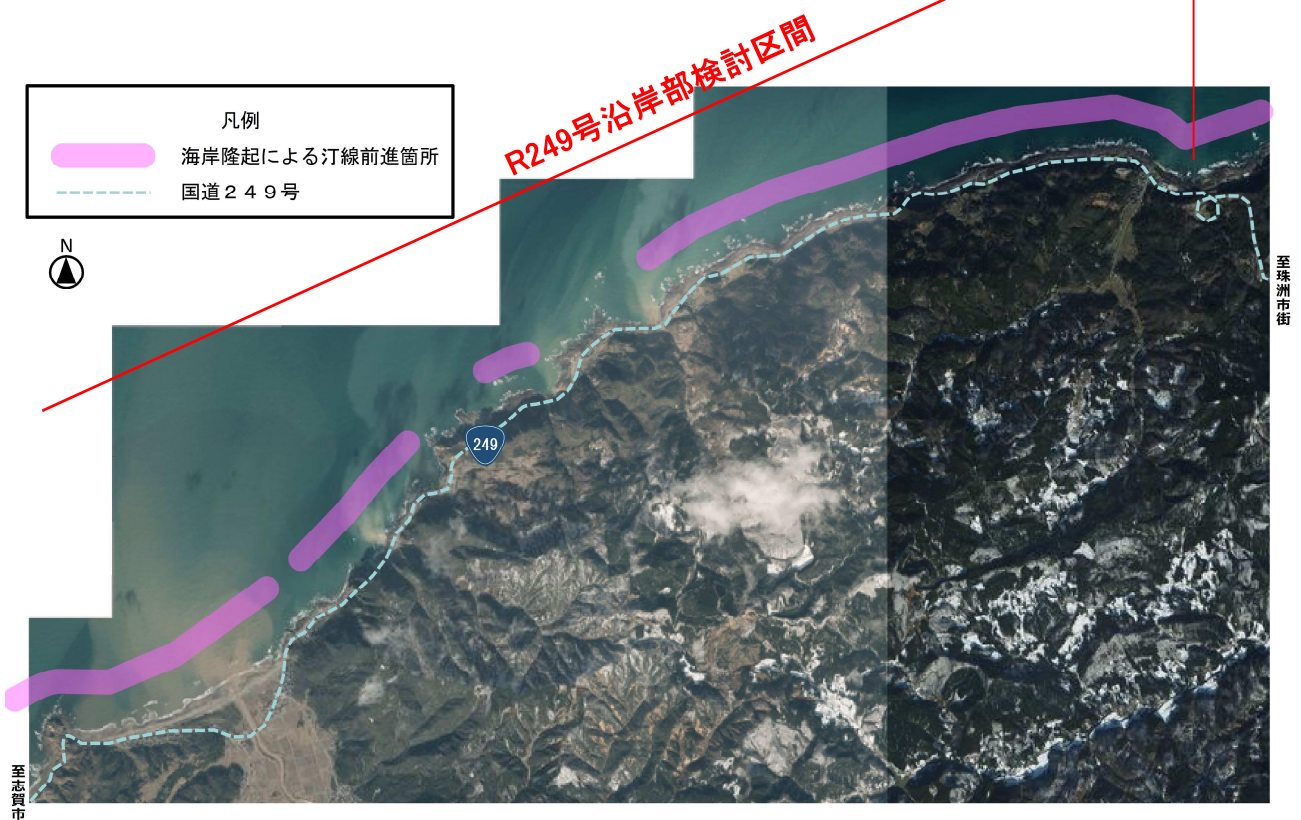 R249号沿岸部検討区間
凡例
海岸隆起による汀線前進箇所
国道２４９号
N
至珠洲市街
249
至志賀市